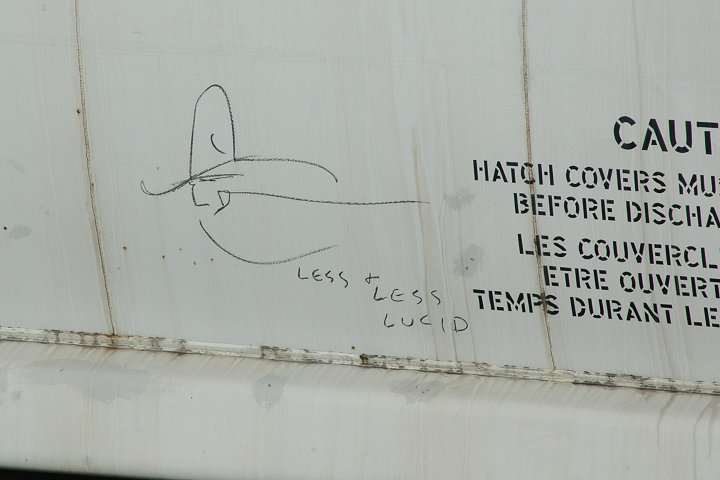 LESS +
LESS
LUCID
CAUT
HATCH COVERS MU
BEFORE DISCHA
LES COUVERCL
ETRE OUVERT
TEMPS DURANT LE